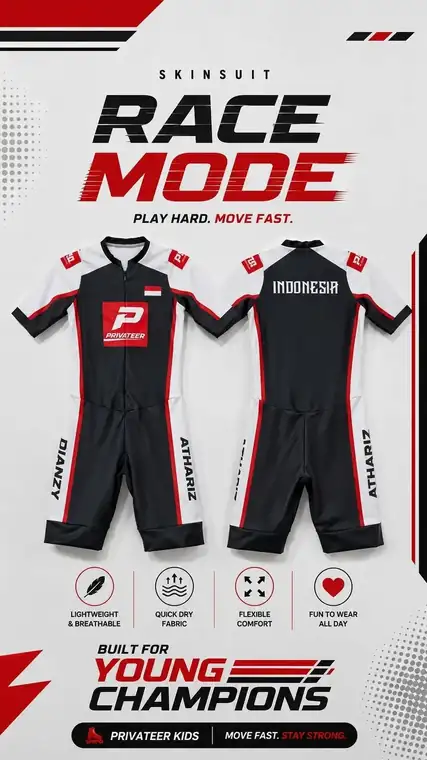 SKINSUIT
RACE
MODE
PLAY HARD. MOVE FAST.
INDONESIA
P
PRIVATEER
DIANZY
ATHARIZ
ATHARIZ
LIGHTWEIGHT
& BREATHABLE
QUICK DRY
FABRIC
FLEXIBLE
COMFORT
FUN TO WEAR
ALL DAY
BUILT FOR
YOUNG
CHAMPIONS
PRIVATEER KIDS
MOVE FAST. STAY STRONG.